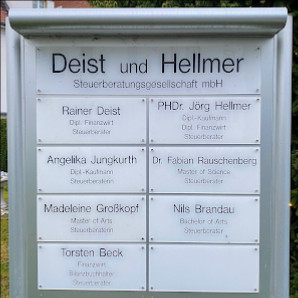 Deist und Hellmer
Steuerberatungsgesellschaft mbH
Rainer Deist
Dipl. Finanzwirt
Steuerberater
PHDr. Jörg Hellmer
Dipl.-Kaufmann
Dipl.-Finanzwirt
Steuerberater
Angelika Jungkurth
Dipl.-Kauffrau
Steuerberaterin
Dr. Fabian Rauschenberg
Master of Science
Steuerberater
Madeleine Großkopf
Master of Arts
Steuerberaterin
Nils Brandau
Bachelor of Arts
Steuerberater
Torsten Beck
Finanzwirt
Bilanzbuchhalter
Steuerberater